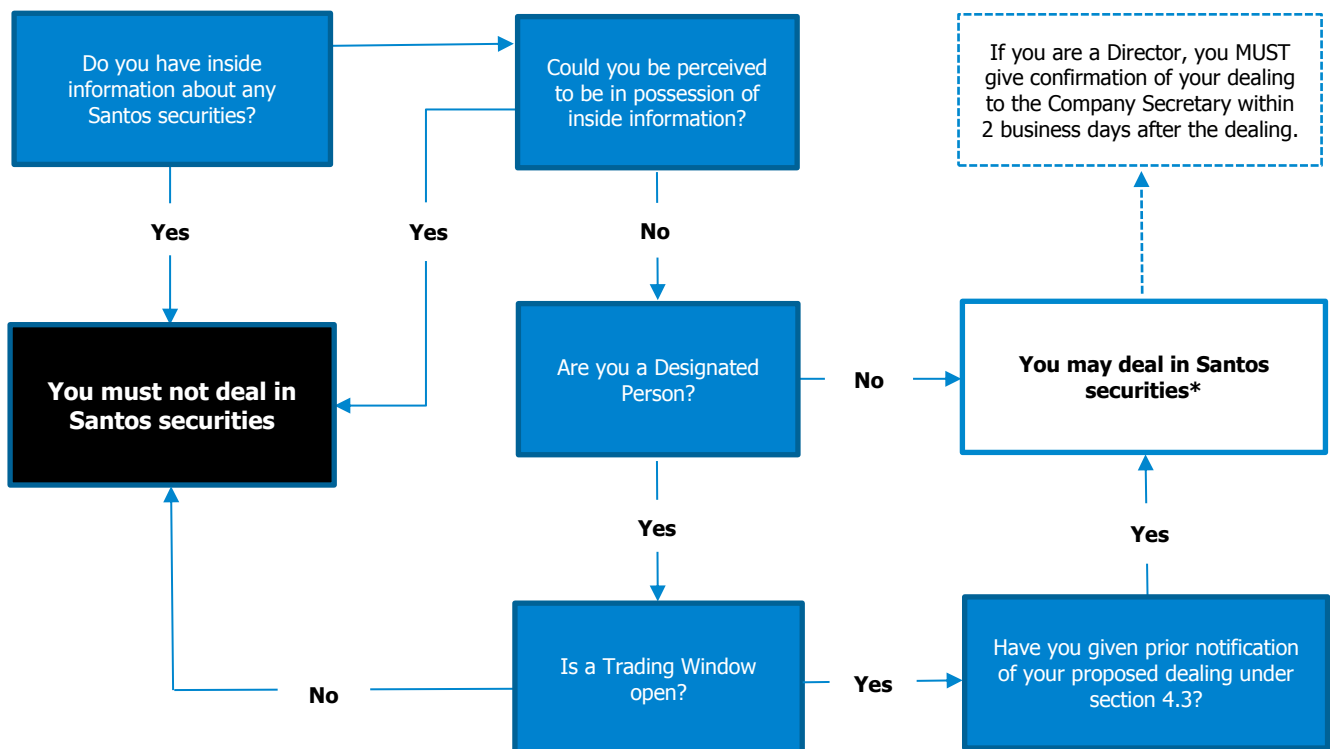 Do you have inside
information about any
Santos securities?
Could you be perceived
to be in possession of
inside information?
If you are a Director, you MUST
give confirmation of your dealing
to the Company Secretary within
2 business days after the dealing.
Yes
Yes
No
You must not deal in
Santos securities
Are you a Designated
Person?
No
You may deal in Santos
securities*
Yes
Yes
Is a Trading Window
open?
No
Yes
Have you given prior notification
of your proposed dealing under
section 4.3?